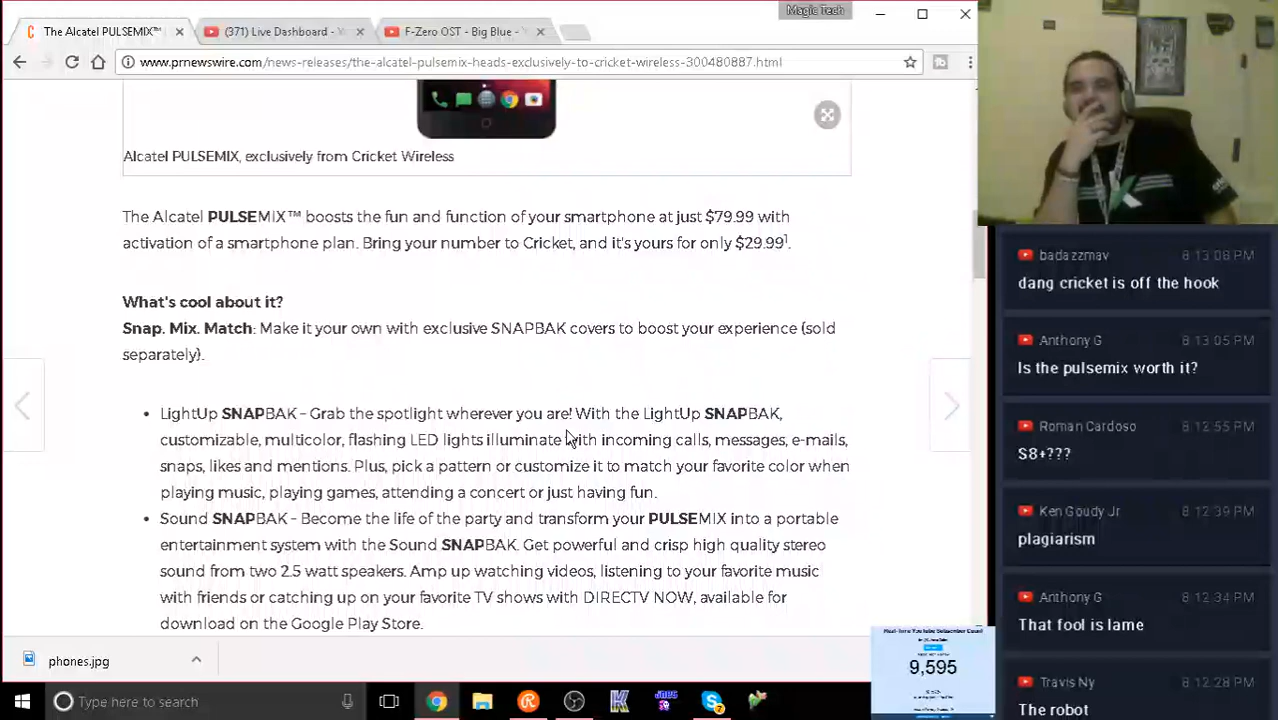 Magic Tech
The Alcatel PULSEMIX™
(371) Live Dashboard -
F-Zero OST - Big Blue -
www.prnewswire.com/news-releases/the-alcatel-pulsemix-heads-exclusively-to-cricket-wireless-300480887.html
Alcatel PULSEMIX, exclusively from Cricket Wireless
The Alcatel PULSEMIX™ boosts the fun and function of your smartphone at just $79.99 with
activation of a smartphone plan. Bring your number to Cricket, and it's yours for only $29.99¹.
What's cool about it?
Snap. Mix. Match: Make it your own with exclusive SNAPBAK covers to boost your experience (sold
separately).
• LightUp SNAPBAK – Grab the spotlight wherever you are! With the LightUp SNAPBAK,
customizable, multicolor, flashing LED lights illuminate with incoming calls, messages, e-mails,
snaps, likes and mentions. Plus, pick a pattern or customize it to match your favorite color when
playing music, playing games, attending a concert or just having fun.
• Sound SNAPBAK – Become the life of the party and transform your PULSEMIX into a portable
entertainment system with the Sound SNAPBAK. Get powerful and crisp high quality stereo
sound from two 2.5 watt speakers. Amp up watching videos, listening to your favorite music
with friends or catching up on your favorite TV shows with DIRECTV NOW, available for
download on the Google Play Store.
phones.jpg
Type here to search
badazzmav 8:13:08 PM
dang cricket is off the hook
Anthony G 8:13:05 PM
Is the pulsemix worth it?
Roman Cardoso 8:12:55 PM
S8+???
Ken Goudy Jr 8:12:39 PM
plagiarism
Anthony G 8:12:34 PM
That fool is lame
Travis Ny 8:12:28 PM
The robot
Real-Time YouTube Subscriber Count
9,595